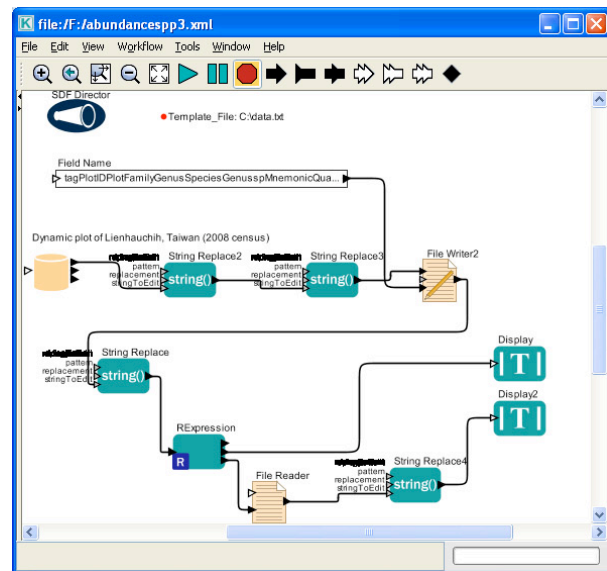 file:/F:/abundancespp3.xml
File Edit View Workflow Tools Window Help
SDF Director
Template_File: C:\data.txt
Field Name
tagPlotIDPlotFamilyGenusSpeciesGenusspMnemonicQua...
Dynamic plot of Lienhauchih, Taiwan (2008 census)
String Replace2
pattern
replacement
stringToEdit
string()
String Replace3
pattern
replacement
stringToEdit
string()
File Writer2
String Replace
pattern
replacement
stringToEdit
string()
Display
T
Display2
T
RExpression
R
File Reader
String Replace4
pattern
replacement
stringToEdit
string()